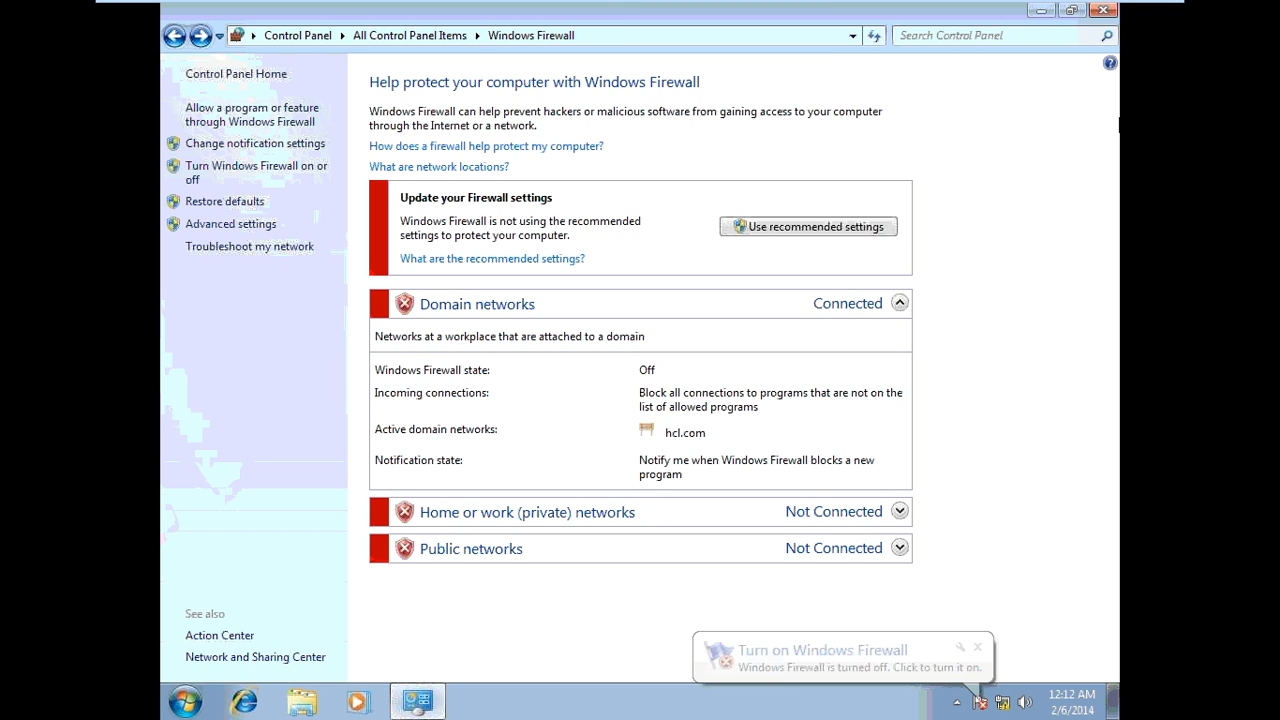 Control Panel
All Control Panel Items
Windows Firewall
Search Control Panel
Control Panel Home
Allow a program or feature
through Windows Firewall
Change notification settings
Turn Windows Firewall on or
off
Restore defaults
Advanced settings
Troubleshoot my network
Help protect your computer with Windows Firewall
Windows Firewall can help prevent hackers or malicious software from gaining access to your computer
through the Internet or a network.
How does a firewall help protect my computer?
What are network locations?
Update your Firewall settings
Windows Firewall is not using the recommended
settings to protect your computer.
Use recommended settings
What are the recommended settings?
Domain networks
Connected
Networks at a workplace that are attached to a domain
Windows Firewall state:
Off
Incoming connections:
Block all connections to programs that are not on the
list of allowed programs
Active domain networks:
hcl.com
Notification state:
Notify me when Windows Firewall blocks a new
program
Home or work (private) networks
Not Connected
Public networks
Not Connected
See also
Action Center
Network and Sharing Center
Turn on Windows Firewall
Windows Firewall is turned off. Click to turn it on.
12:12 AM
2/6/2014